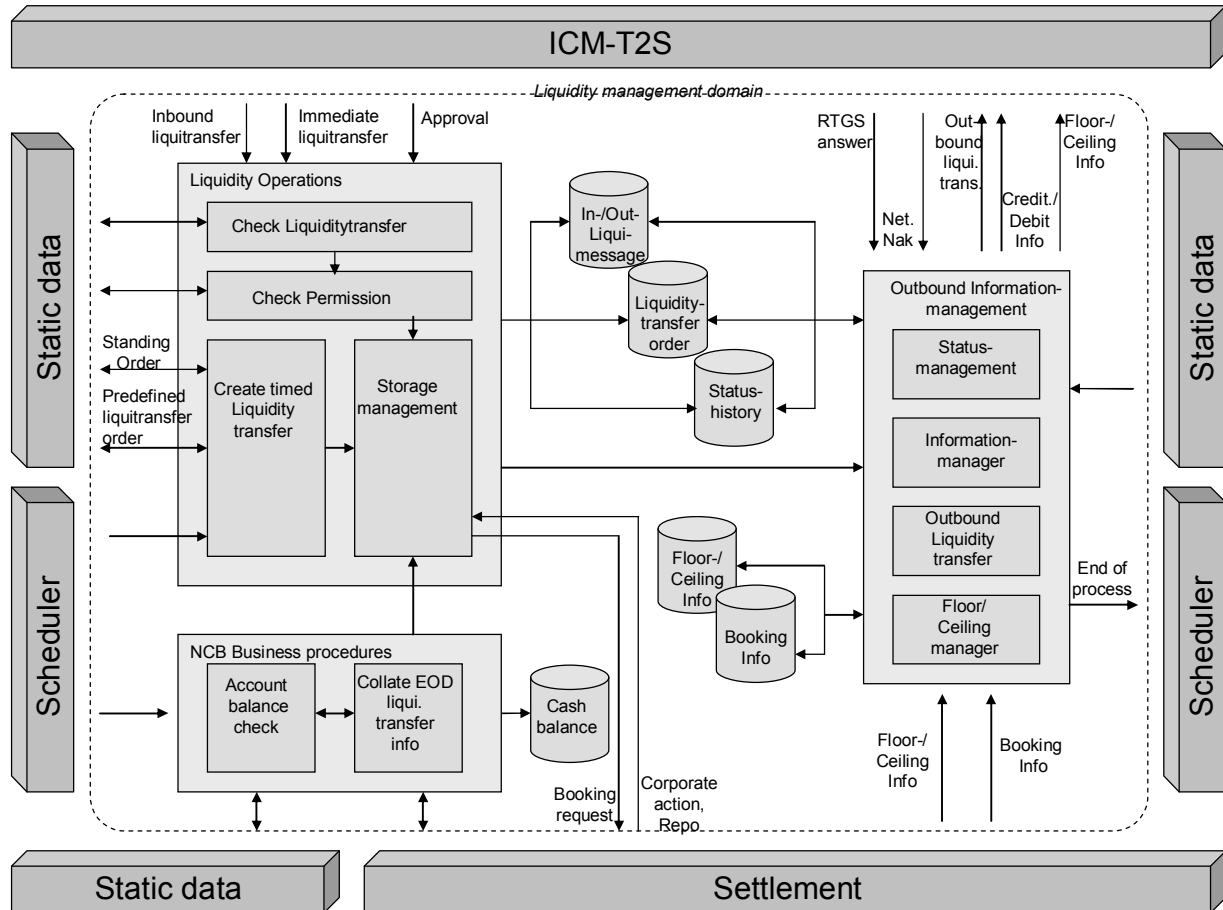 ICM-T2S
Liquidity management domain
Inbound
liquitransfer
Immediate
liquitransfer
Approval
RTGS
answer
Net.
Nak
Out-
bound
liqui.
trans.
Credit./
Debit
Info
Floor-/
Ceiling
Info
Static data
Static data
Liquidity Operations
Check Liquiditytransfer
Check Permission
Standing
Order
Predefined
liquitransfer
order
Create timed
Liquidity
transfer
Storage
management
In-/Out-
Liqui-
message
Liquidity-
transfer
order
Status-
history
Outbound Information-
management
Status-
management
Information-
manager
Outbound
Liquidity
transfer
Floor/
Ceiling
manager
Floor-/
Ceiling
Info
Booking
Info
End of
process
Scheduler
Scheduler
NCB Business procedures
Account
balance
check
Collate EOD
liqui.
transfer
info
Cash
balance
Booking
request
Corporate
action,
Repo
Floor-/
Ceiling
Info
Booking
Info
Static data
Settlement